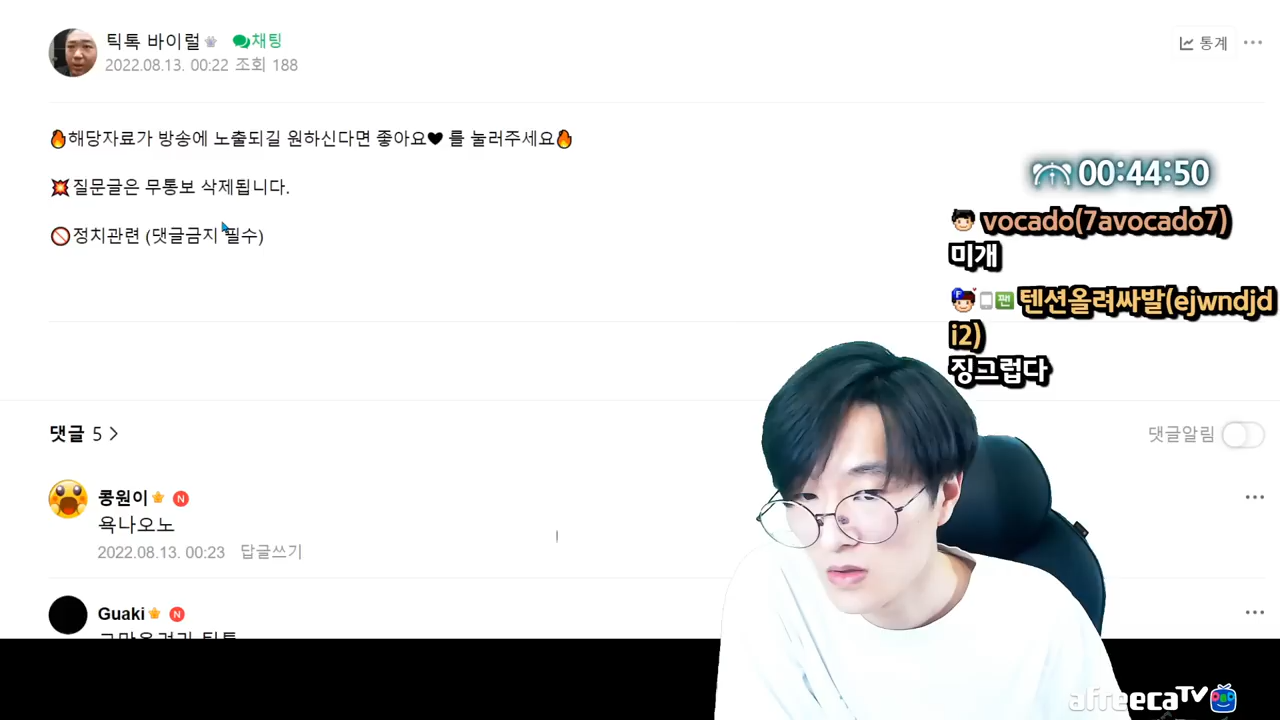 틱톡 바이럴 채팅
2022.08.13. 00:22 조회 188
통계
🔥해당자료가 방송에 노출되길 원하신다면 좋아요🖤 를 눌러주세요🔥
💥질문글은 무통보 삭제됩니다.
🚫정치관련 (댓글금지 필수)
00:44:50
vocado(7avocado7)
미개
팬 텐션올려싸발(ejwndjd
i2)
징그럽다
댓글 5 >
댓글알림
콩원이 N
욕나오노
2022.08.13. 00:23 답글쓰기
Guaki N
afreecaTV